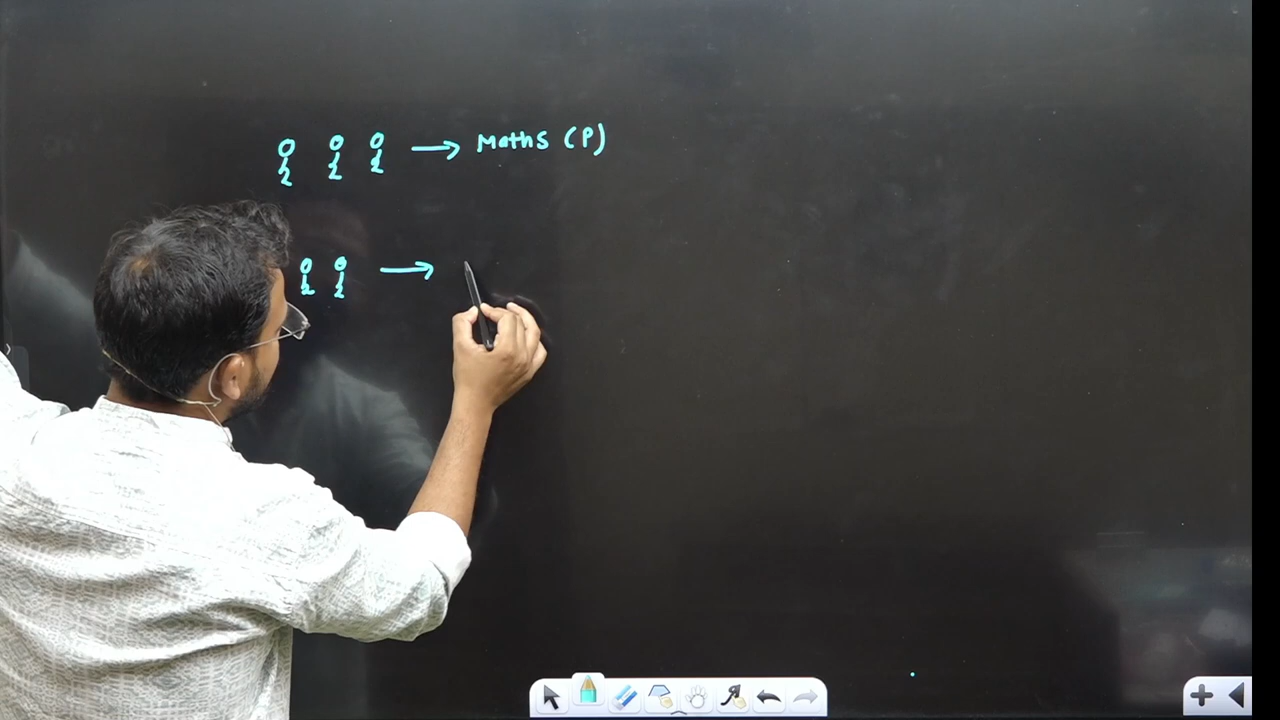 → Maths (P)
→